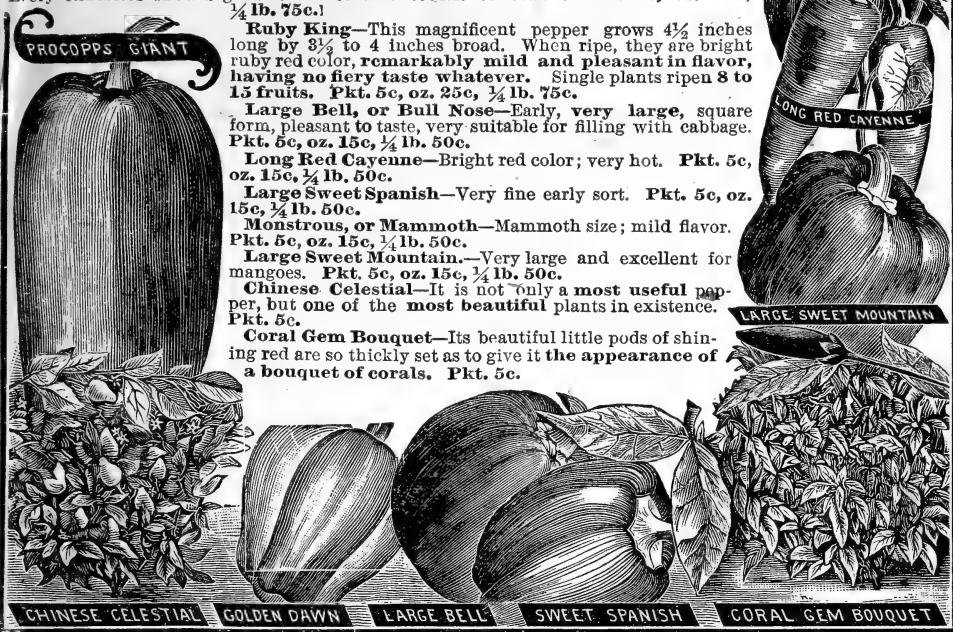 ¼ lb. 75c.]
Ruby King—This magnificent pepper grows 4½ inches
long by 3½ to 4 inches broad. When ripe, they are bright
ruby red color, remarkably mild and pleasant in flavor,
having no fiery taste whatever. Single plants ripen 8 to
15 fruits. Pkt. 5c, oz. 25c, ¼ lb. 75c.
Large Bell, or Bull Nose—Early, very large, square
form, pleasant to taste, very suitable for filling with cabbage.
Pkt. 5c, oz. 15c, ¼ lb. 50c.
Long Red Cayenne—Bright red color; very hot. Pkt. 5c,
oz. 15c, ¼ lb. 50c.
Large Sweet Spanish—Very fine early sort. Pkt. 5c, oz.
15c, ¼ lb. 50c.
Monstrous, or Mammoth—Mammoth size; mild flavor.
Pkt. 5c, oz. 15c, ¼ lb. 50c.
Large Sweet Mountain.—Very large and excellent for
mangoes. Pkt. 5c, oz. 15c, ¼ lb. 50c.
Chinese Celestial—It is not only a most useful pep-
per, but one of the most beautiful plants in existence.
Pkt. 5c.
Coral Gem Bouquet—Its beautiful little pods of shin-
ing red are so thickly set as to give it the appearance of
a bouquet of corals. Pkt. 5c.
PROCOPPS GIANT
LONG RED CAYENNE
LARGE SWEET MOUNTAIN
CHINESE CELESTIAL
GOLDEN DAWN
LARGE BELL
SWEET SPANISH
CORAL GEM BOUQUET